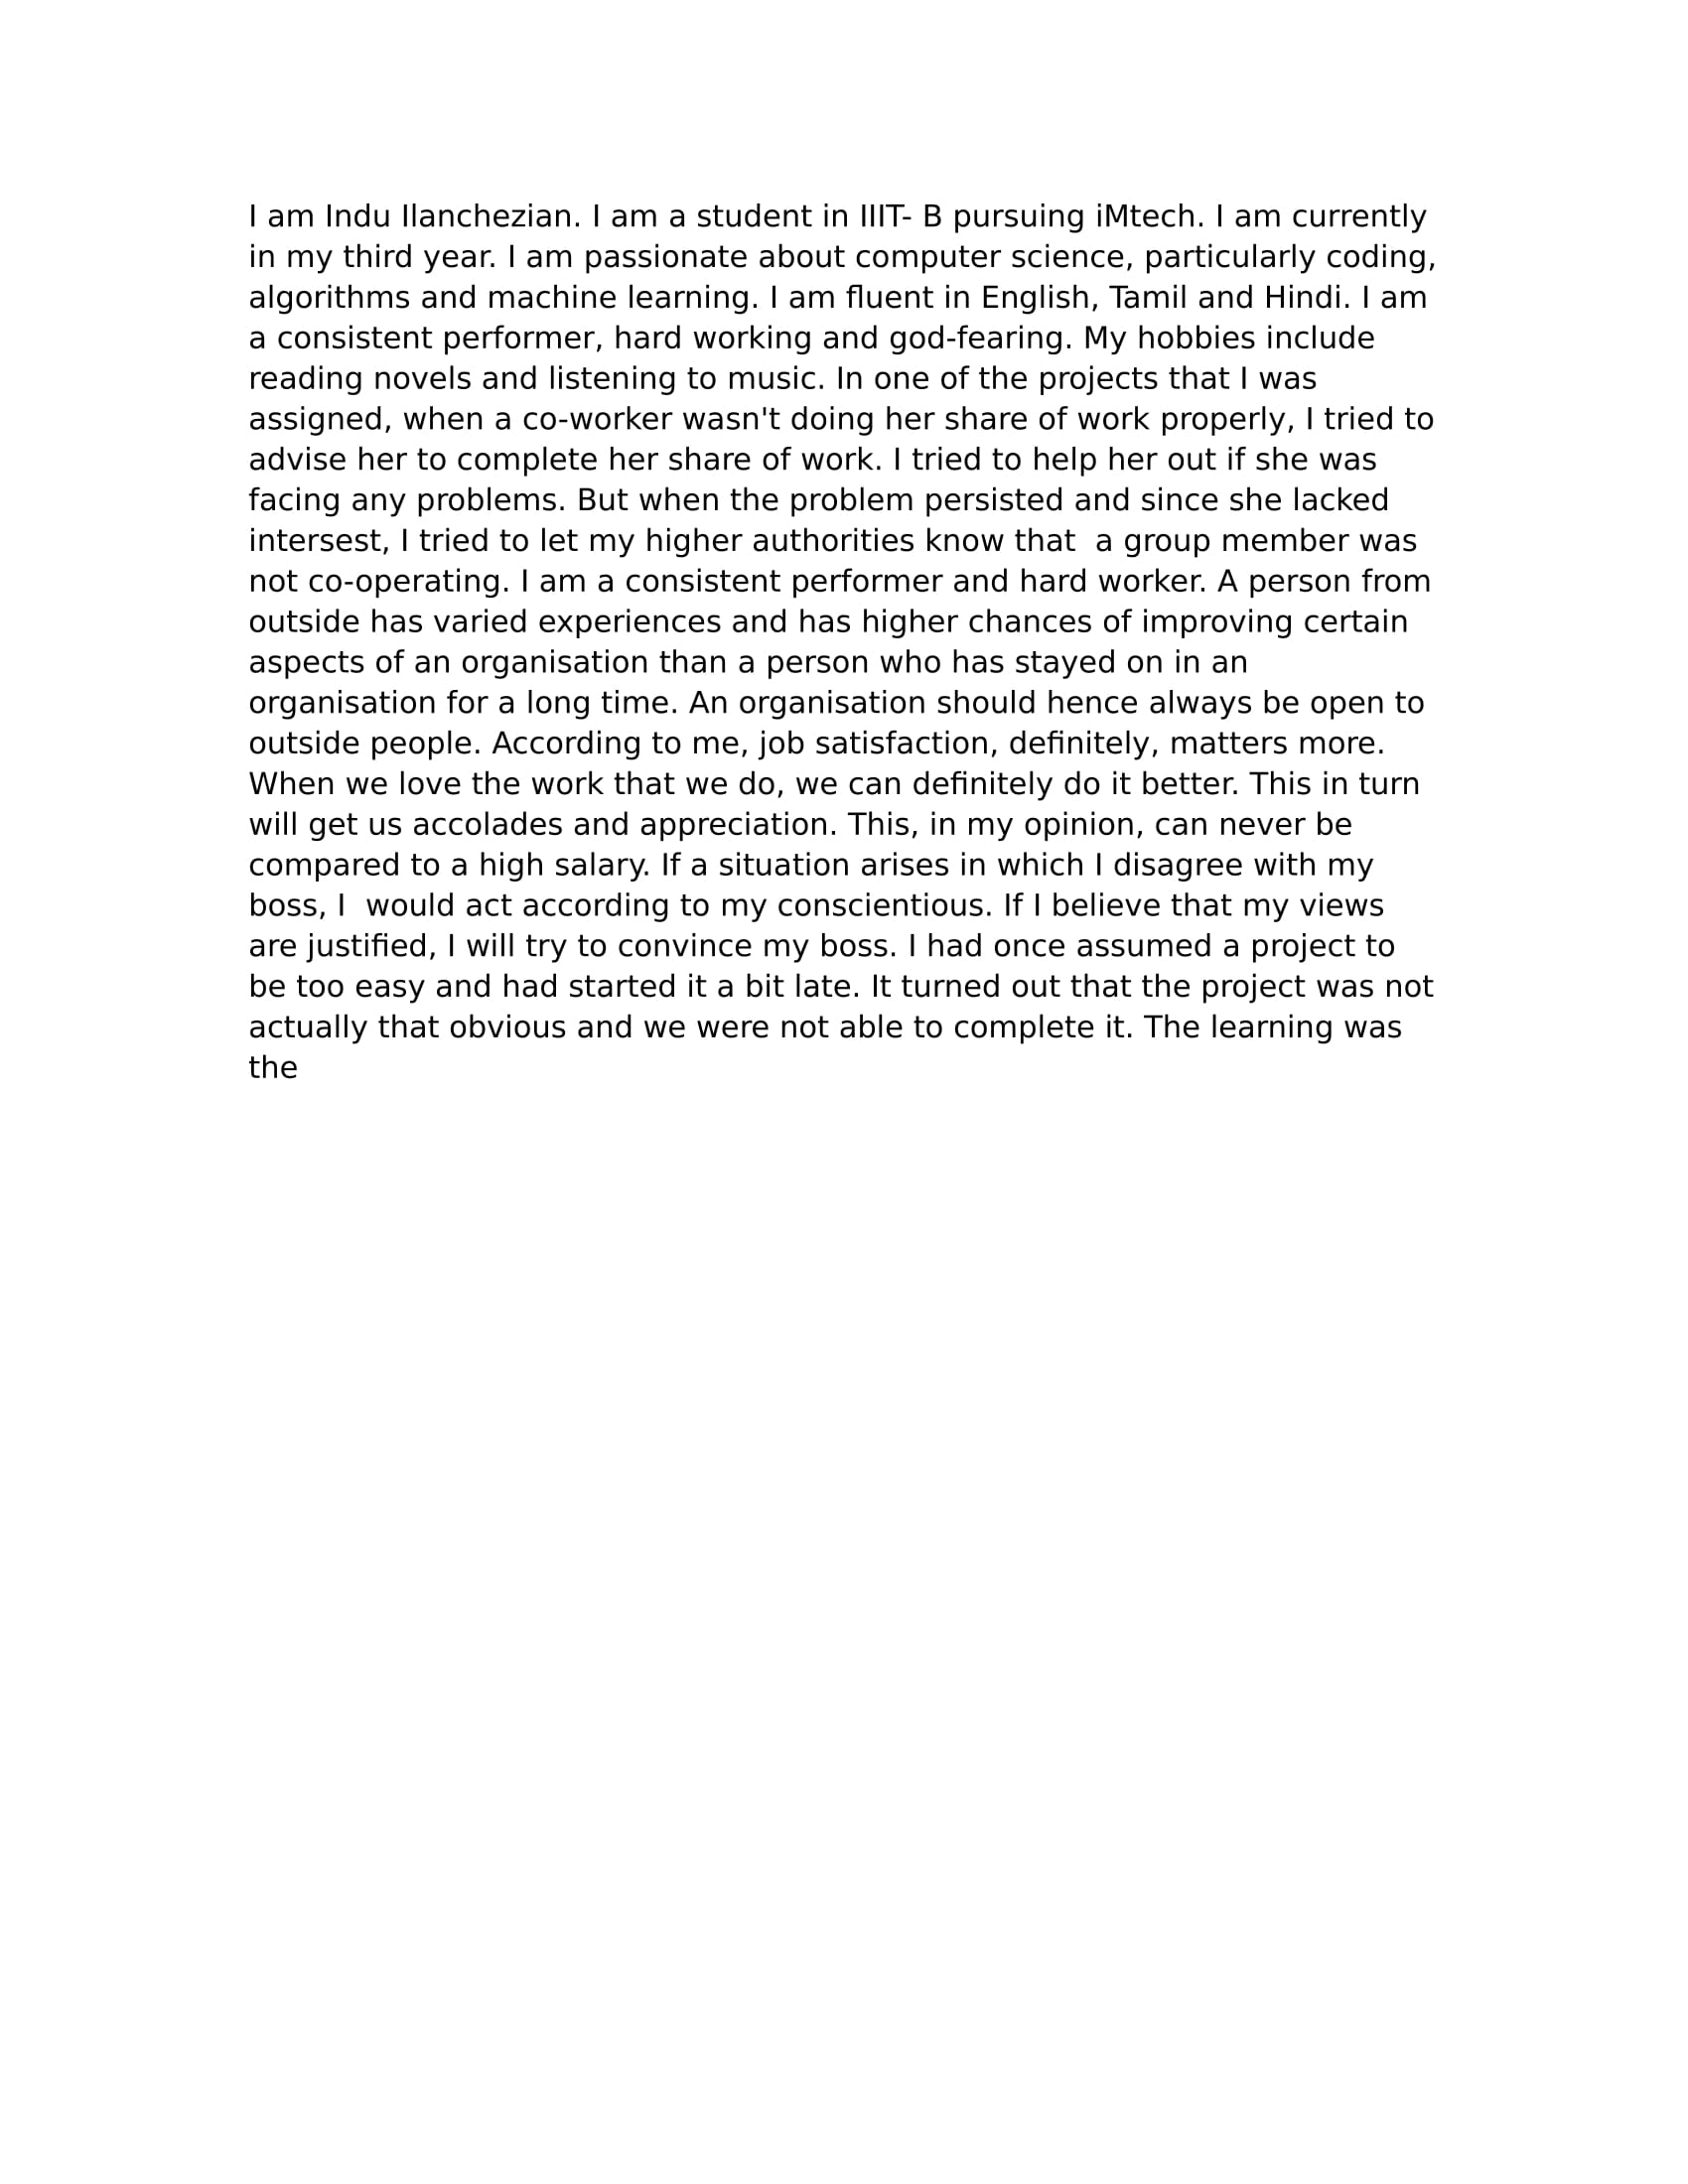 I am Indu Ilanchezian. I am a student in IIIT- B pursuing iMtech. I am currently
in my third year. I am passionate about computer science, particularly coding,
algorithms and machine learning. I am fluent in English, Tamil and Hindi. I am
a consistent performer, hard working and god-fearing. My hobbies include
reading novels and listening to music. In one of the projects that I was
assigned, when a co-worker wasn't doing her share of work properly, I tried to
advise her to complete her share of work. I tried to help her out if she was
facing any problems. But when the problem persisted and since she lacked
intersest, I tried to let my higher authorities know that  a group member was
not co-operating. I am a consistent performer and hard worker. A person from
outside has varied experiences and has higher chances of improving certain
aspects of an organisation than a person who has stayed on in an
organisation for a long time. An organisation should hence always be open to
outside people. According to me, job satisfaction, definitely, matters more.
When we love the work that we do, we can definitely do it better. This in turn
will get us accolades and appreciation. This, in my opinion, can never be
compared to a high salary. If a situation arises in which I disagree with my
boss, I  would act according to my conscientious. If I believe that my views
are justified, I will try to convince my boss. I had once assumed a project to
be too easy and had started it a bit late. It turned out that the project was not
actually that obvious and we were not able to complete it. The learning was
the